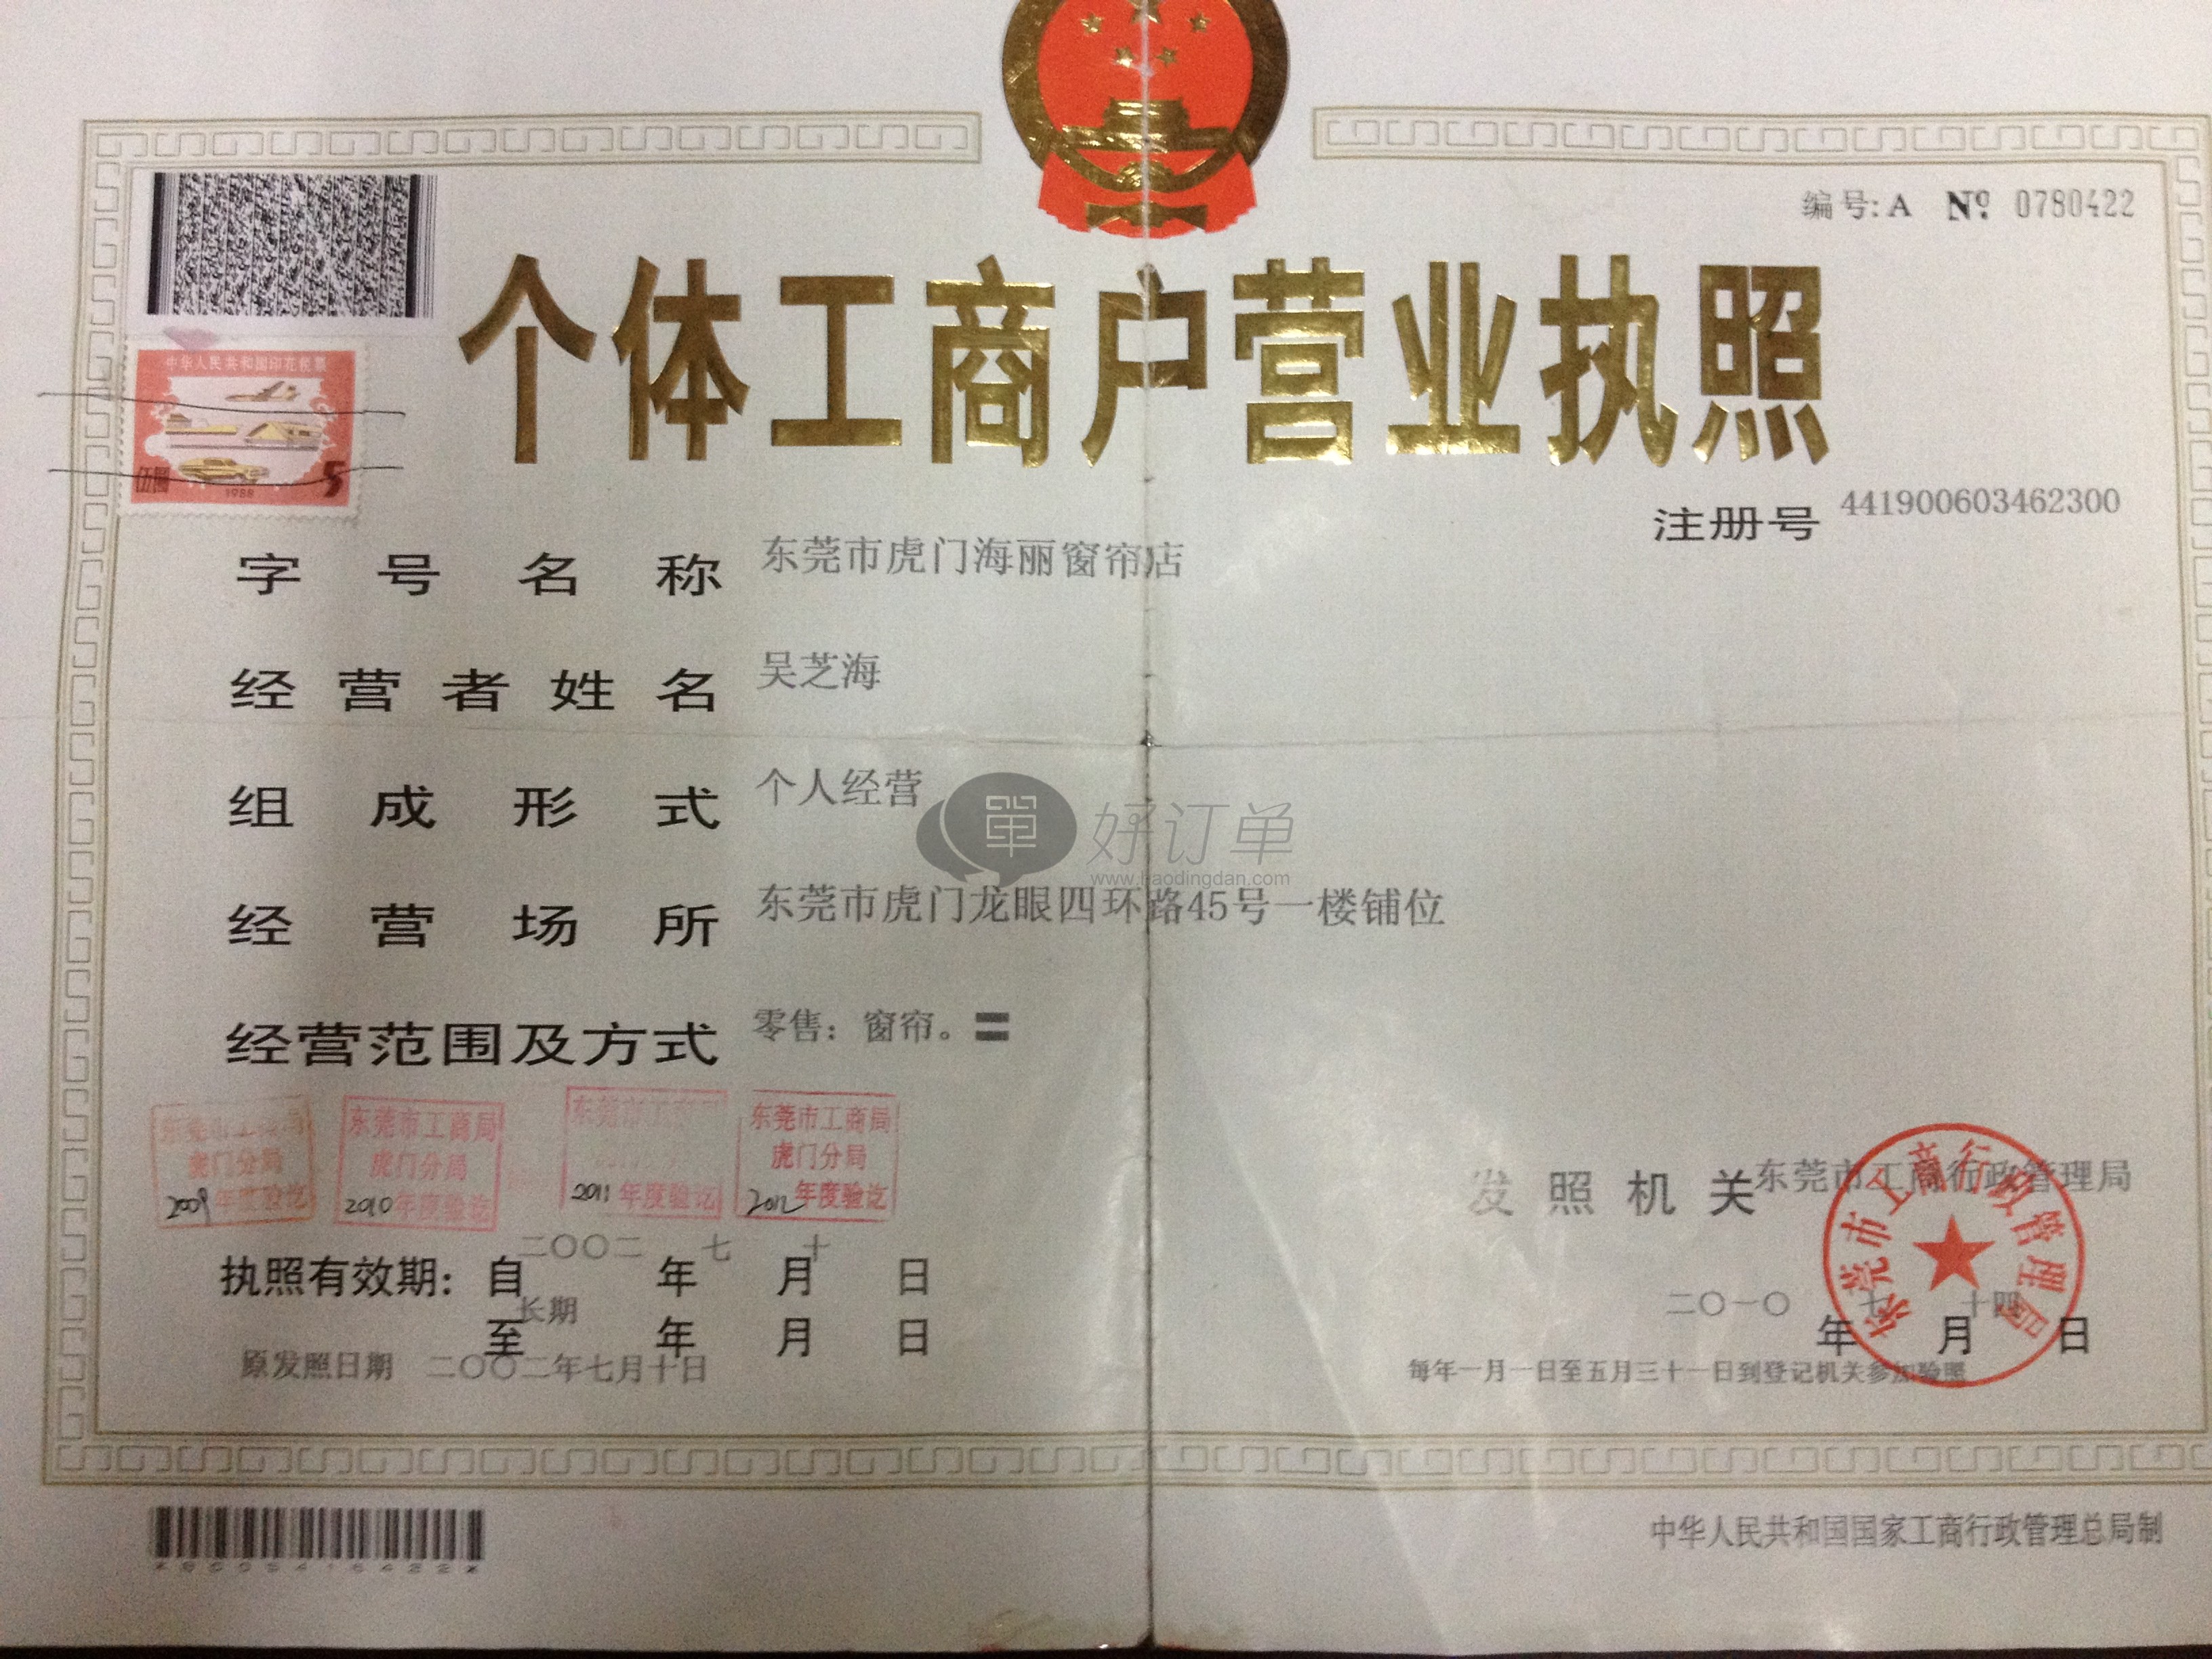 编号: A № 0780422
个体工商户营业执照
中华人民共和国印花税票
伍圆 1988 5
注册号 441900603462300
字号名称 东莞市虎门海丽窗帘店
经营者姓名 吴芝海
组成形式 个人经营
好订单
www.haodingdan.com
经营场所 东莞市虎门龙眼四环路45号一楼铺位
经营范围及方式 零售：窗帘。〓
东莞市工商局 虎门分局 2009 年度验讫
东莞市工商局 虎门分局 2010 年度验讫
东莞市工商 2011 年度验讫
东莞市工商局 虎门分局 2012 年度验讫
发照机关 东莞市工商行政管理局
东莞市工商行政管理局
执照有效期: 自 二〇〇二 年 七 月 十 日
至 长期 年 月 日
二〇一〇 年 七 月 十四 日
原发照日期 二〇〇二年七月十日
每年一月一日至五月三十一日到登记机关参加验照
中华人民共和国国家工商行政管理总局制